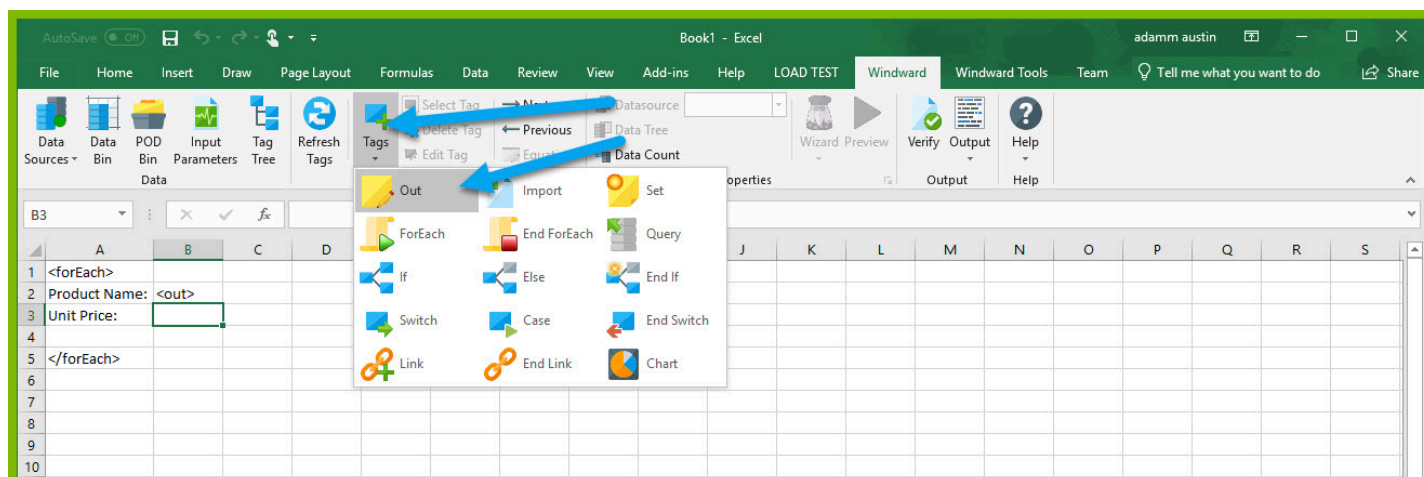 AutoSave Off Book1 - Excel adamm austin
File Home Insert Draw Page Layout Formulas Data Review View Add-ins Help LOAD TEST Windward Windward Tools Team Tell me what you want to do Share
Select Tag Datasource
Delete Tag Previous Data Tree
Edit Tag Data Count
Data Sources Data Bin POD Bin Input Parameters Tag Tree Refresh Tags Tags Wizard Preview Verify Output Help
Data Output Help
Out Import Set
ForEach End ForEach Query
If Else End If
Switch Case End Switch
Link End Link Chart
B3 fx
A B C D J K L M N O P Q R S
1 <forEach>
2 Product Name: <out>
3 Unit Price:
4
5 </forEach>
6
7
8
9
10